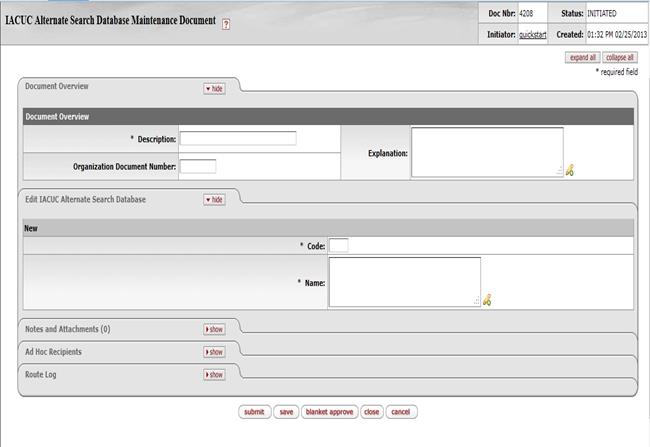 IACUC Alternate Search Database Maintenance Document ?
Doc Nbr: 4208 Status: INITIATED
Initiator: quickstart Created: 01:32 PM 02/25/2013
expand all collapse all
* required field
Document Overview hide
Document Overview
* Description:
Explanation:
Organization Document Number:
Edit IACUC Alternate Search Database hide
New
* Code:
* Name:
Notes and Attachments (0) show
Ad Hoc Recipients show
Route Log show
submit save blanket approve close cancel